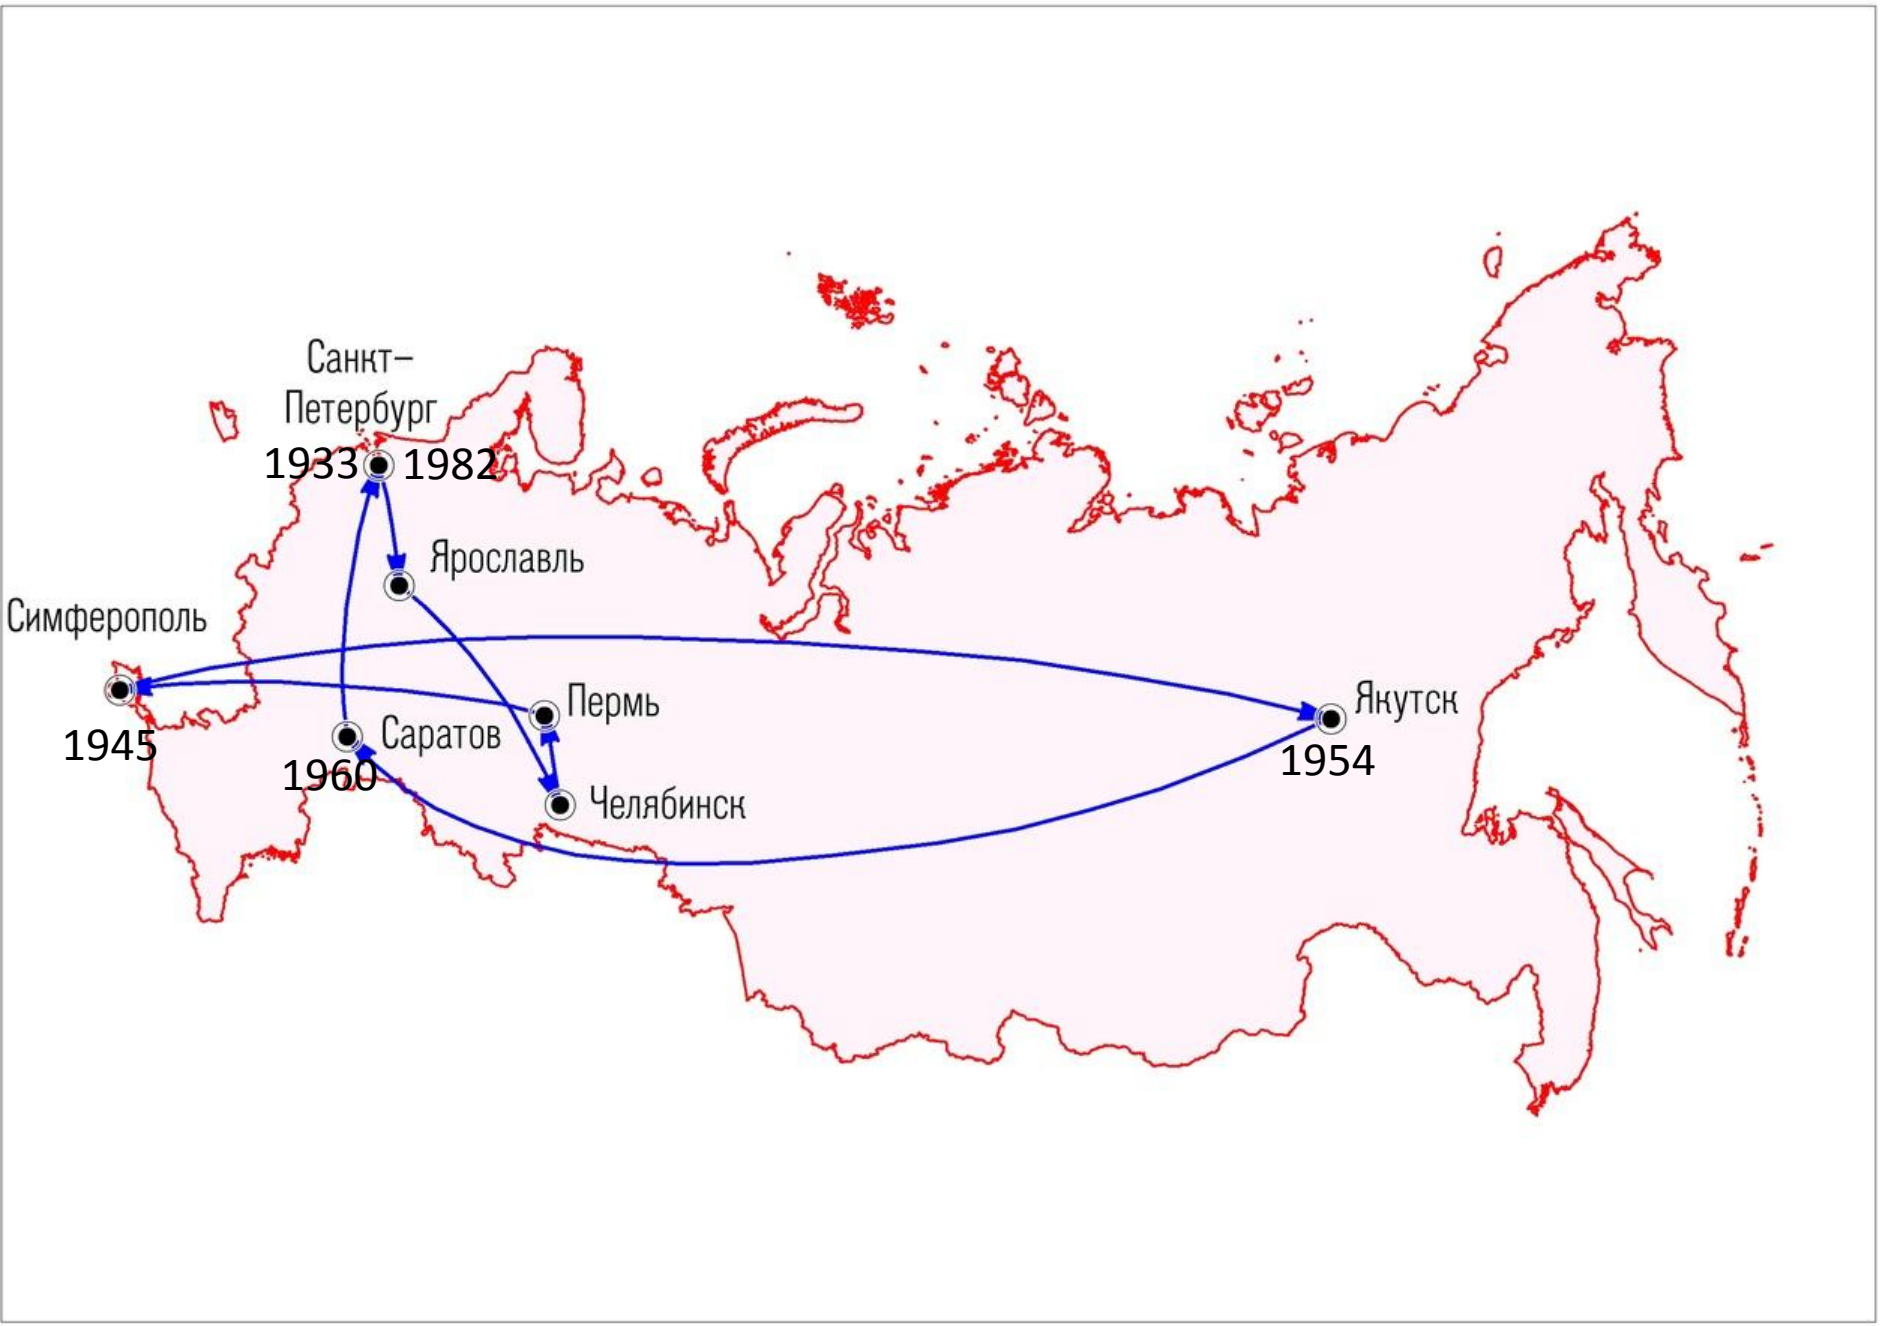 Санкт–
Петербург
1933 1982
Ярославль
Симферополь
1945
Пермь
Якутск
1954
Саратов
1960
Челябинск